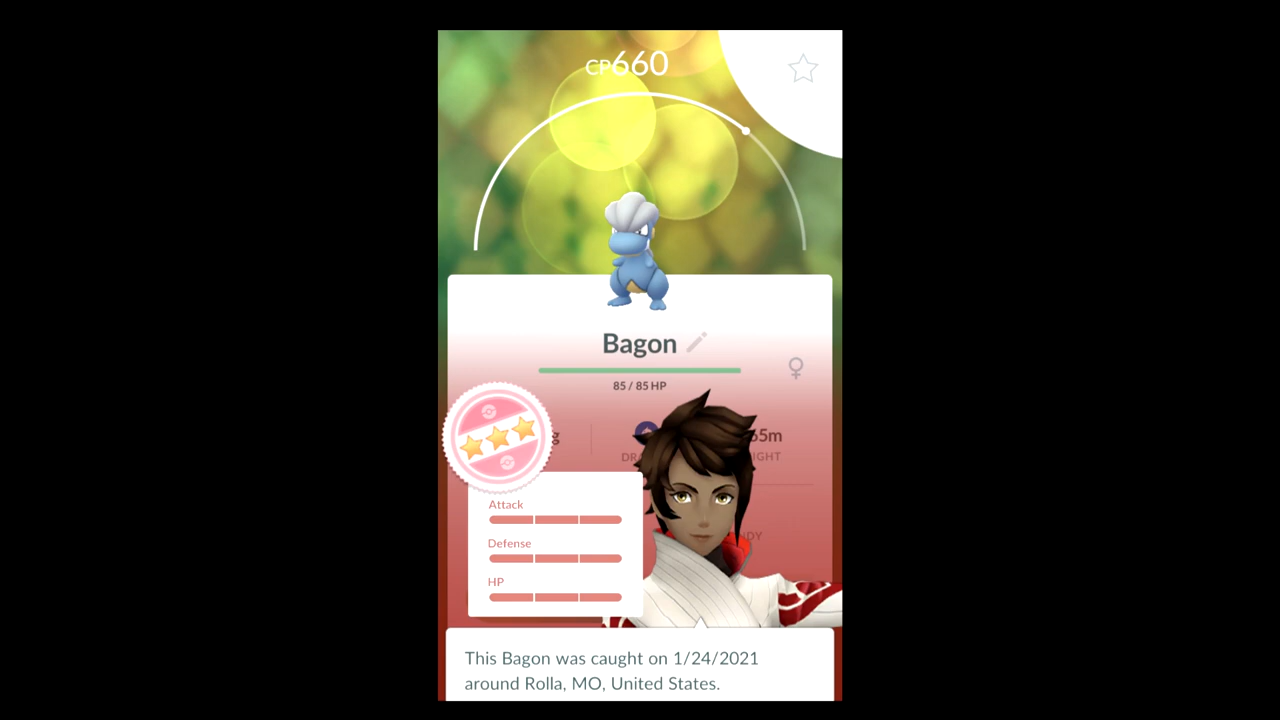 CP660
Bagon
85 / 85 HP
65m
Attack
Defense
HP
This Bagon was caught on 1/24/2021
around Rolla, MO, United States.